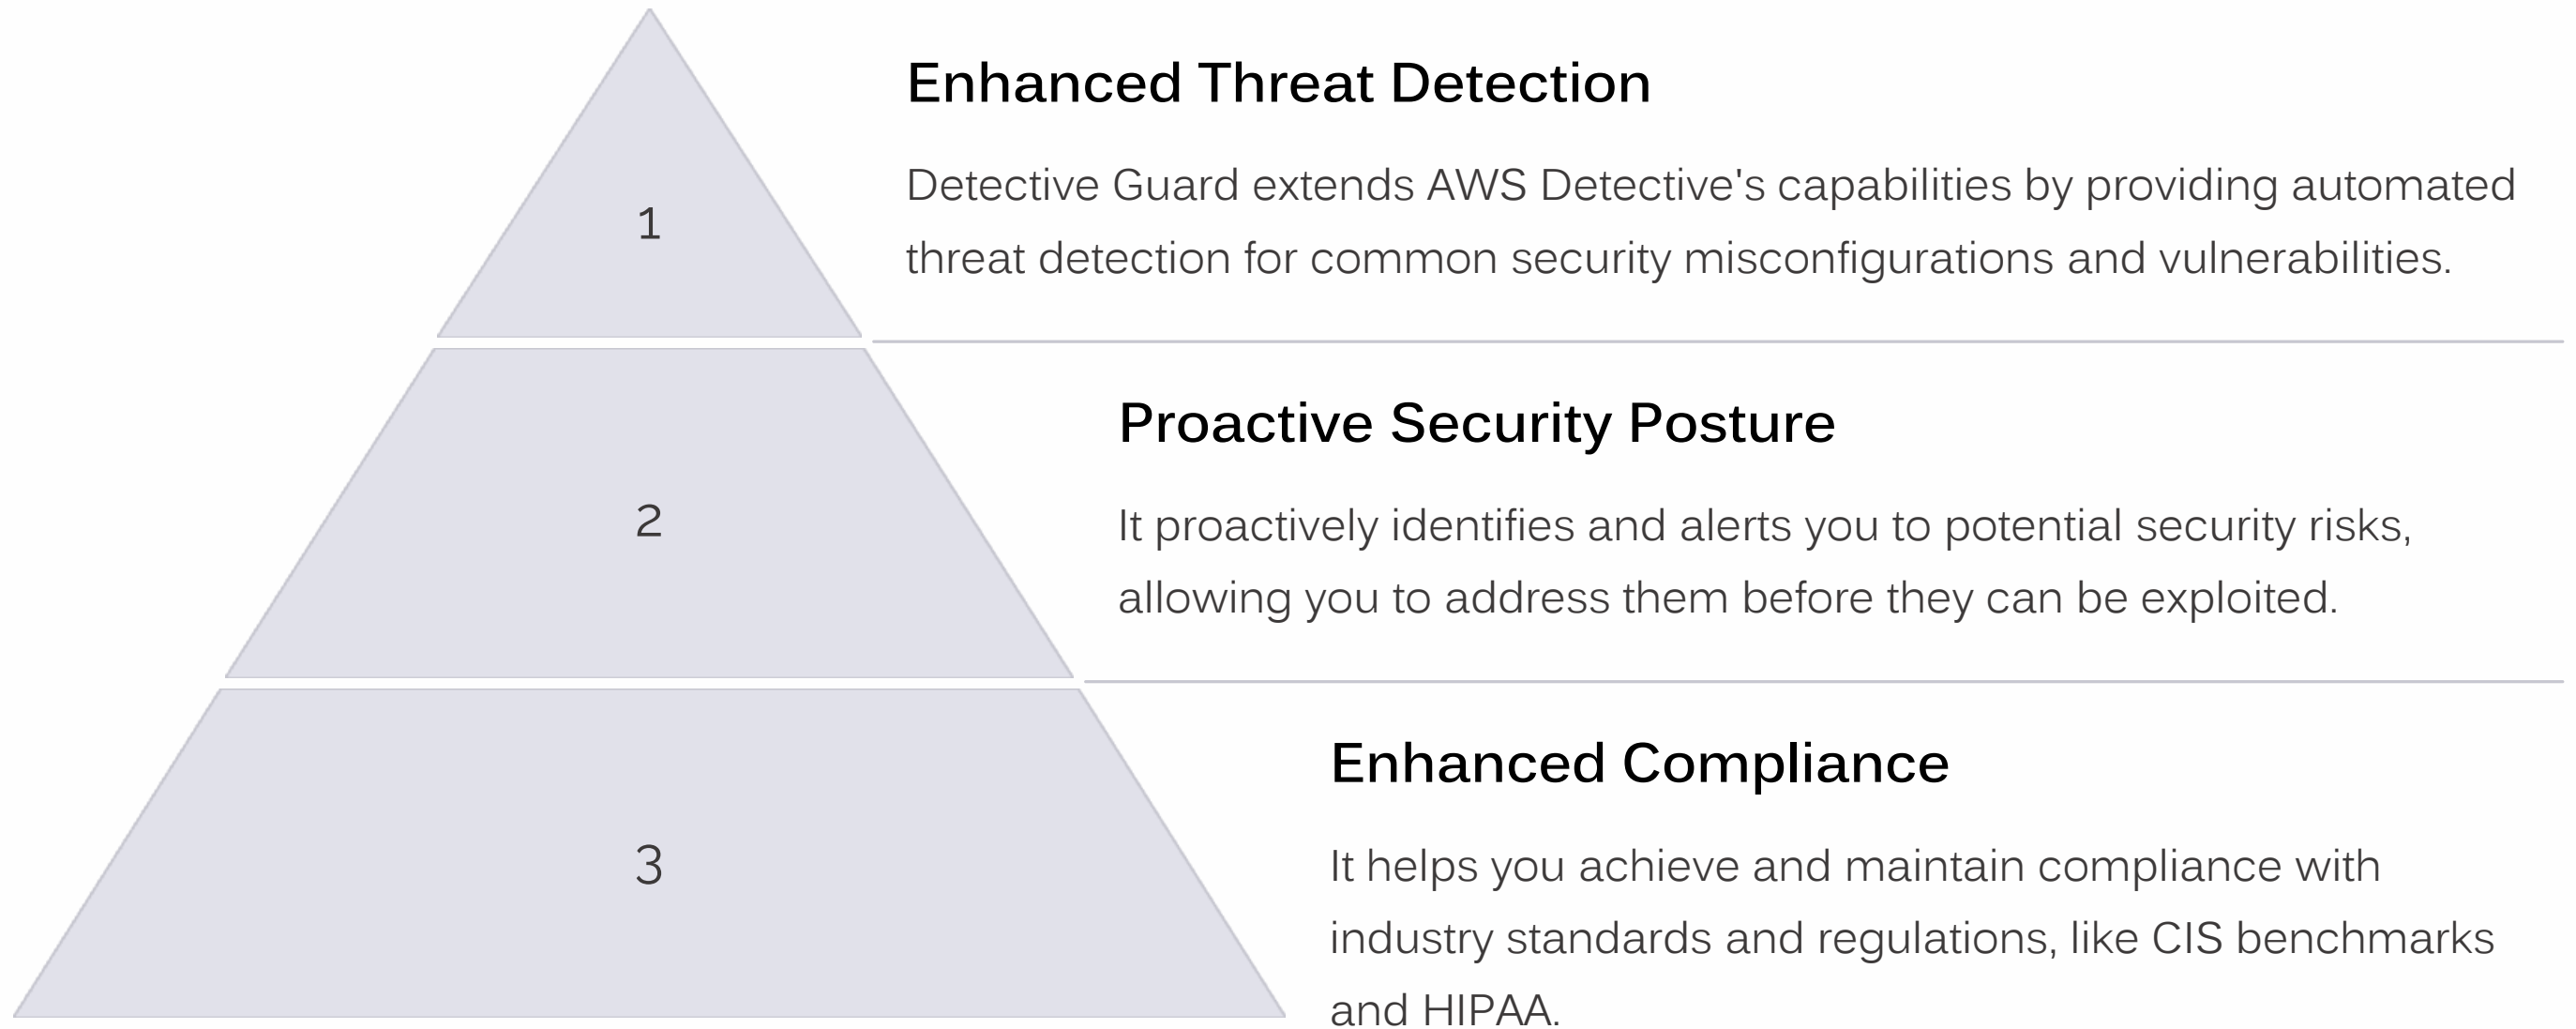 1
Enhanced Threat Detection
Detective Guard extends AWS Detective's capabilities by providing automated
threat detection for common security misconfigurations and vulnerabilities.
2
Proactive Security Posture
It proactively identifies and alerts you to potential security risks,
allowing you to address them before they can be exploited.
3
Enhanced Compliance
It helps you achieve and maintain compliance with
industry standards and regulations, like CIS benchmarks
and HIPAA.